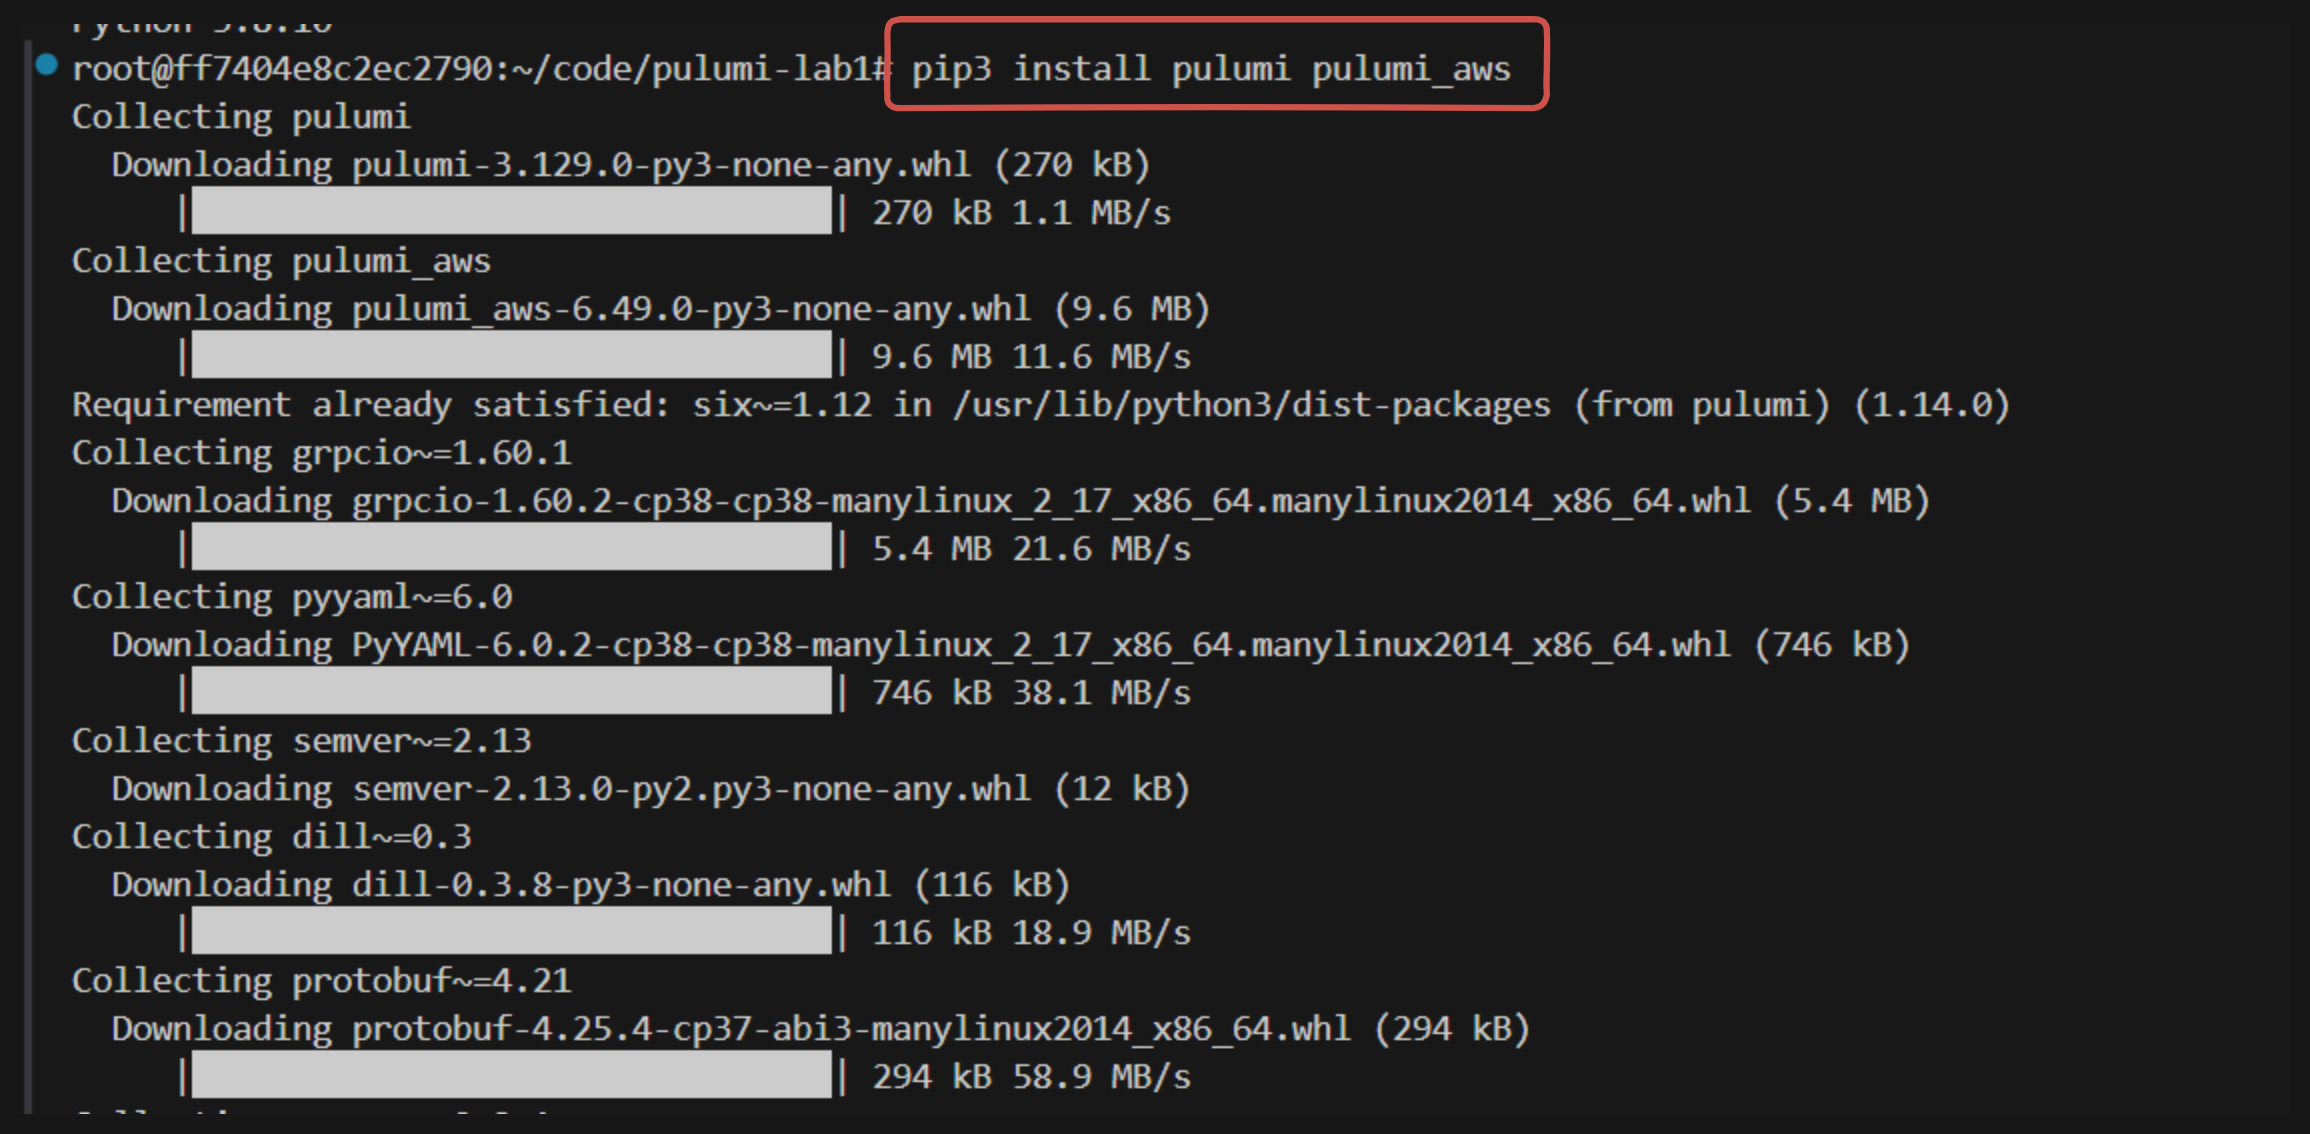 Python 3.8.10
root@ff7404e8c2ec2790:~/code/pulumi-lab1# pip3 install pulumi pulumi_aws
Collecting pulumi
  Downloading pulumi-3.129.0-py3-none-any.whl (270 kB)
     |████████████████████████████████| 270 kB 1.1 MB/s
Collecting pulumi_aws
  Downloading pulumi_aws-6.49.0-py3-none-any.whl (9.6 MB)
     |████████████████████████████████| 9.6 MB 11.6 MB/s
Requirement already satisfied: six~=1.12 in /usr/lib/python3/dist-packages (from pulumi) (1.14.0)
Collecting grpcio~=1.60.1
  Downloading grpcio-1.60.2-cp38-cp38-manylinux_2_17_x86_64.manylinux2014_x86_64.whl (5.4 MB)
     |████████████████████████████████| 5.4 MB 21.6 MB/s
Collecting pyyaml~=6.0
  Downloading PyYAML-6.0.2-cp38-cp38-manylinux_2_17_x86_64.manylinux2014_x86_64.whl (746 kB)
     |████████████████████████████████| 746 kB 38.1 MB/s
Collecting semver~=2.13
  Downloading semver-2.13.0-py2.py3-none-any.whl (12 kB)
Collecting dill~=0.3
  Downloading dill-0.3.8-py3-none-any.whl (116 kB)
     |████████████████████████████████| 116 kB 18.9 MB/s
Collecting protobuf~=4.21
  Downloading protobuf-4.25.4-cp37-abi3-manylinux2014_x86_64.whl (294 kB)
     |████████████████████████████████| 294 kB 58.9 MB/s